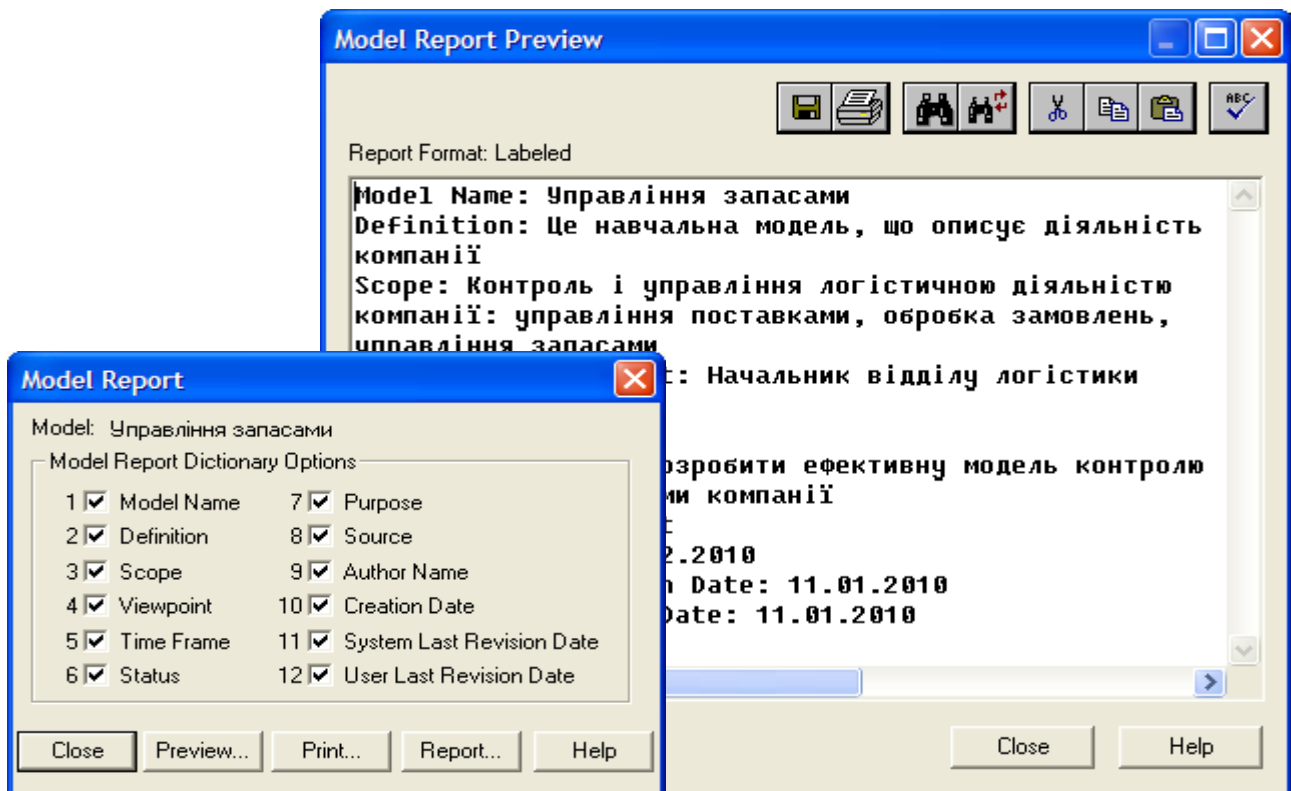 Model Report Preview
ABC
Report Format: Labeled
Model Name: Управління запасами
Definition: Це навчальна модель, що описує діяльність
компанії
Scope: Контроль і управління логістичною діяльністю
компанії: управління поставками, обробка замовлень,
управління запасами
t: Начальник відділу логістики
озробити ефективну модель контролю
ми компанії
2.2010
n Date: 11.01.2010
Date: 11.01.2010
Close
Help
Model Report
Model: Управління запасами
Model Report Dictionary Options
1 Model Name
7 Purpose
2 Definition
8 Source
3 Scope
9 Author Name
4 Viewpoint
10 Creation Date
5 Time Frame
11 System Last Revision Date
6 Status
12 User Last Revision Date
Close
Preview...
Print...
Report...
Help